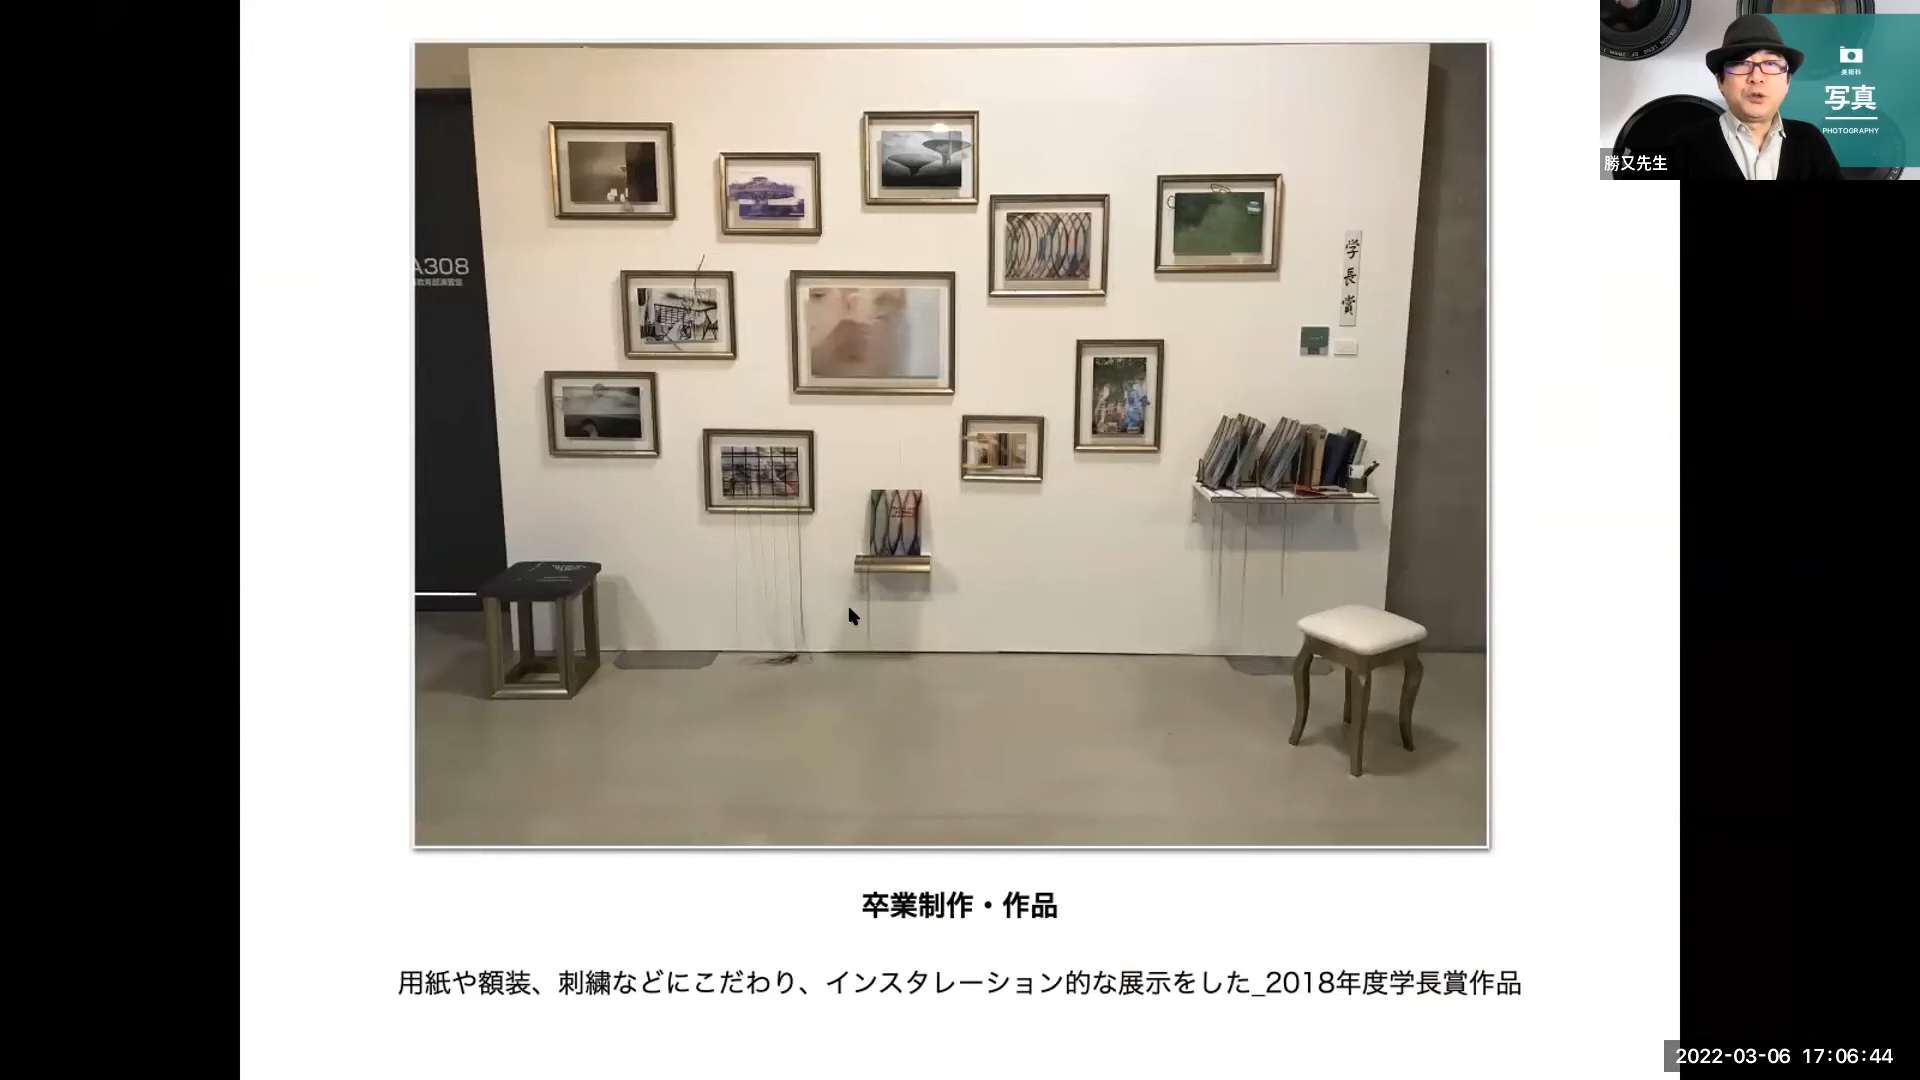 美術科
写真
PHOTOGRAPHY
勝又先生
A308
学長賞
卒業制作・作品
用紙や額装、刺繍などにこだわり、インスタレーション的な展示をした_2018年度学長賞作品
2022-03-06 17:06:44